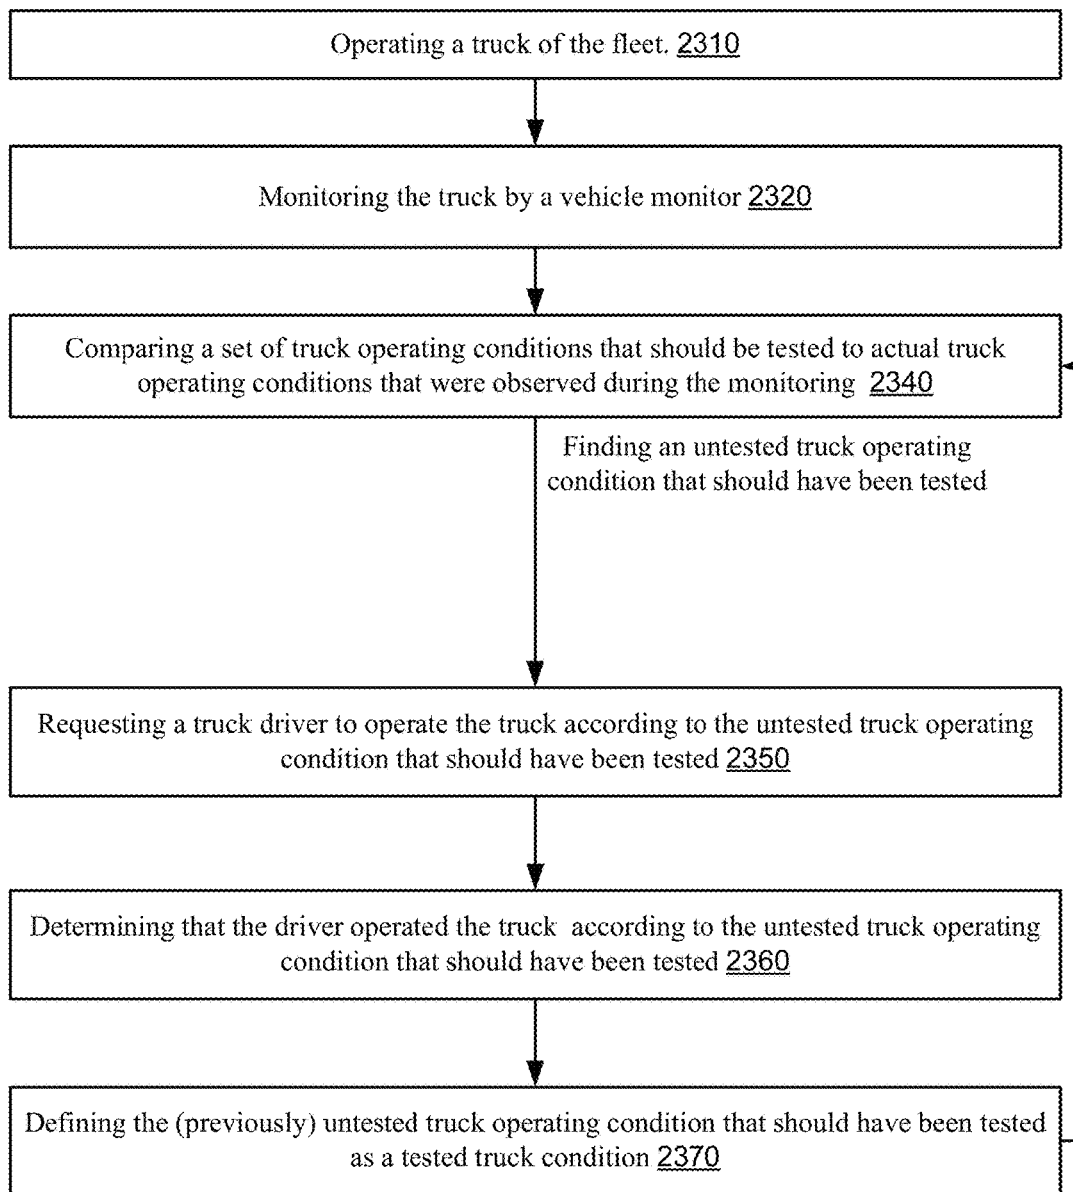 Operating a truck of the fleet. 2310
Monitoring the truck by a vehicle monitor 2320
Comparing a set of truck operating conditions that should be tested to actual truck
operating conditions that were observed during the monitoring 2340
Finding an untested truck operating
condition that should have been tested
Requesting a truck driver to operate the truck according to the untested truck operating
condition that should have been tested 2350
Determining that the driver operated the truck according to the untested truck operating
condition that should have been tested 2360
Defining the (previously) untested truck operating condition that should have been tested
as a tested truck condition 2370